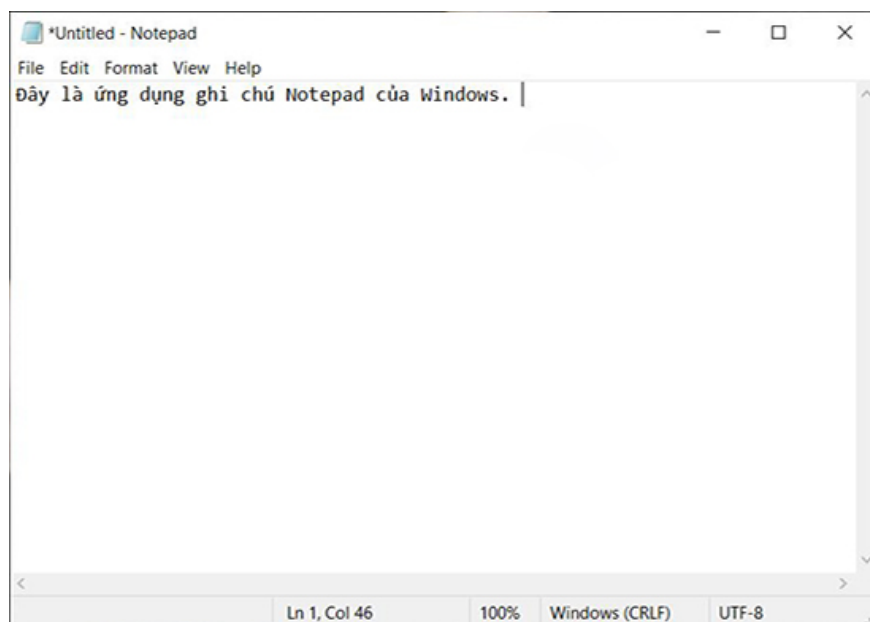 *Untitled - Notepad
File Edit Format View Help
Đây là ứng dụng ghi chú Notepad của Windows.
Ln 1, Col 46 100% Windows (CRLF) UTF-8